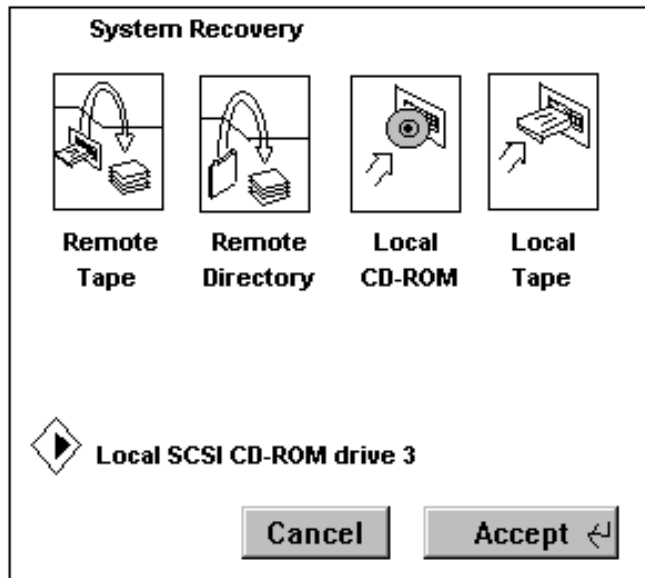 System Recovery
Remote Tape
Remote Directory
Local CD-ROM
Local Tape
Local SCSI CD-ROM drive 3
Cancel
Accept